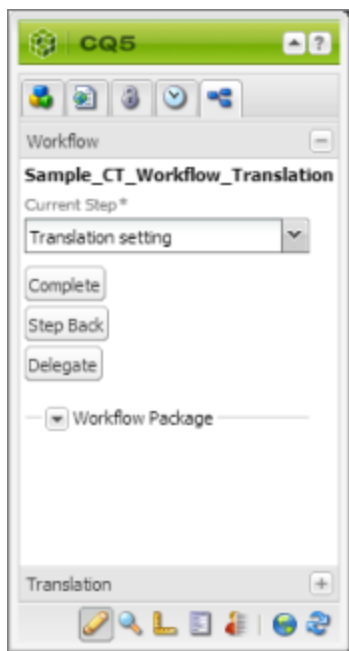 CQ5
?
Workflow
Sample_CT_Workflow_Translation
Current Step*
Translation setting
Complete
Step Back
Delegate
Workflow Package
Translation